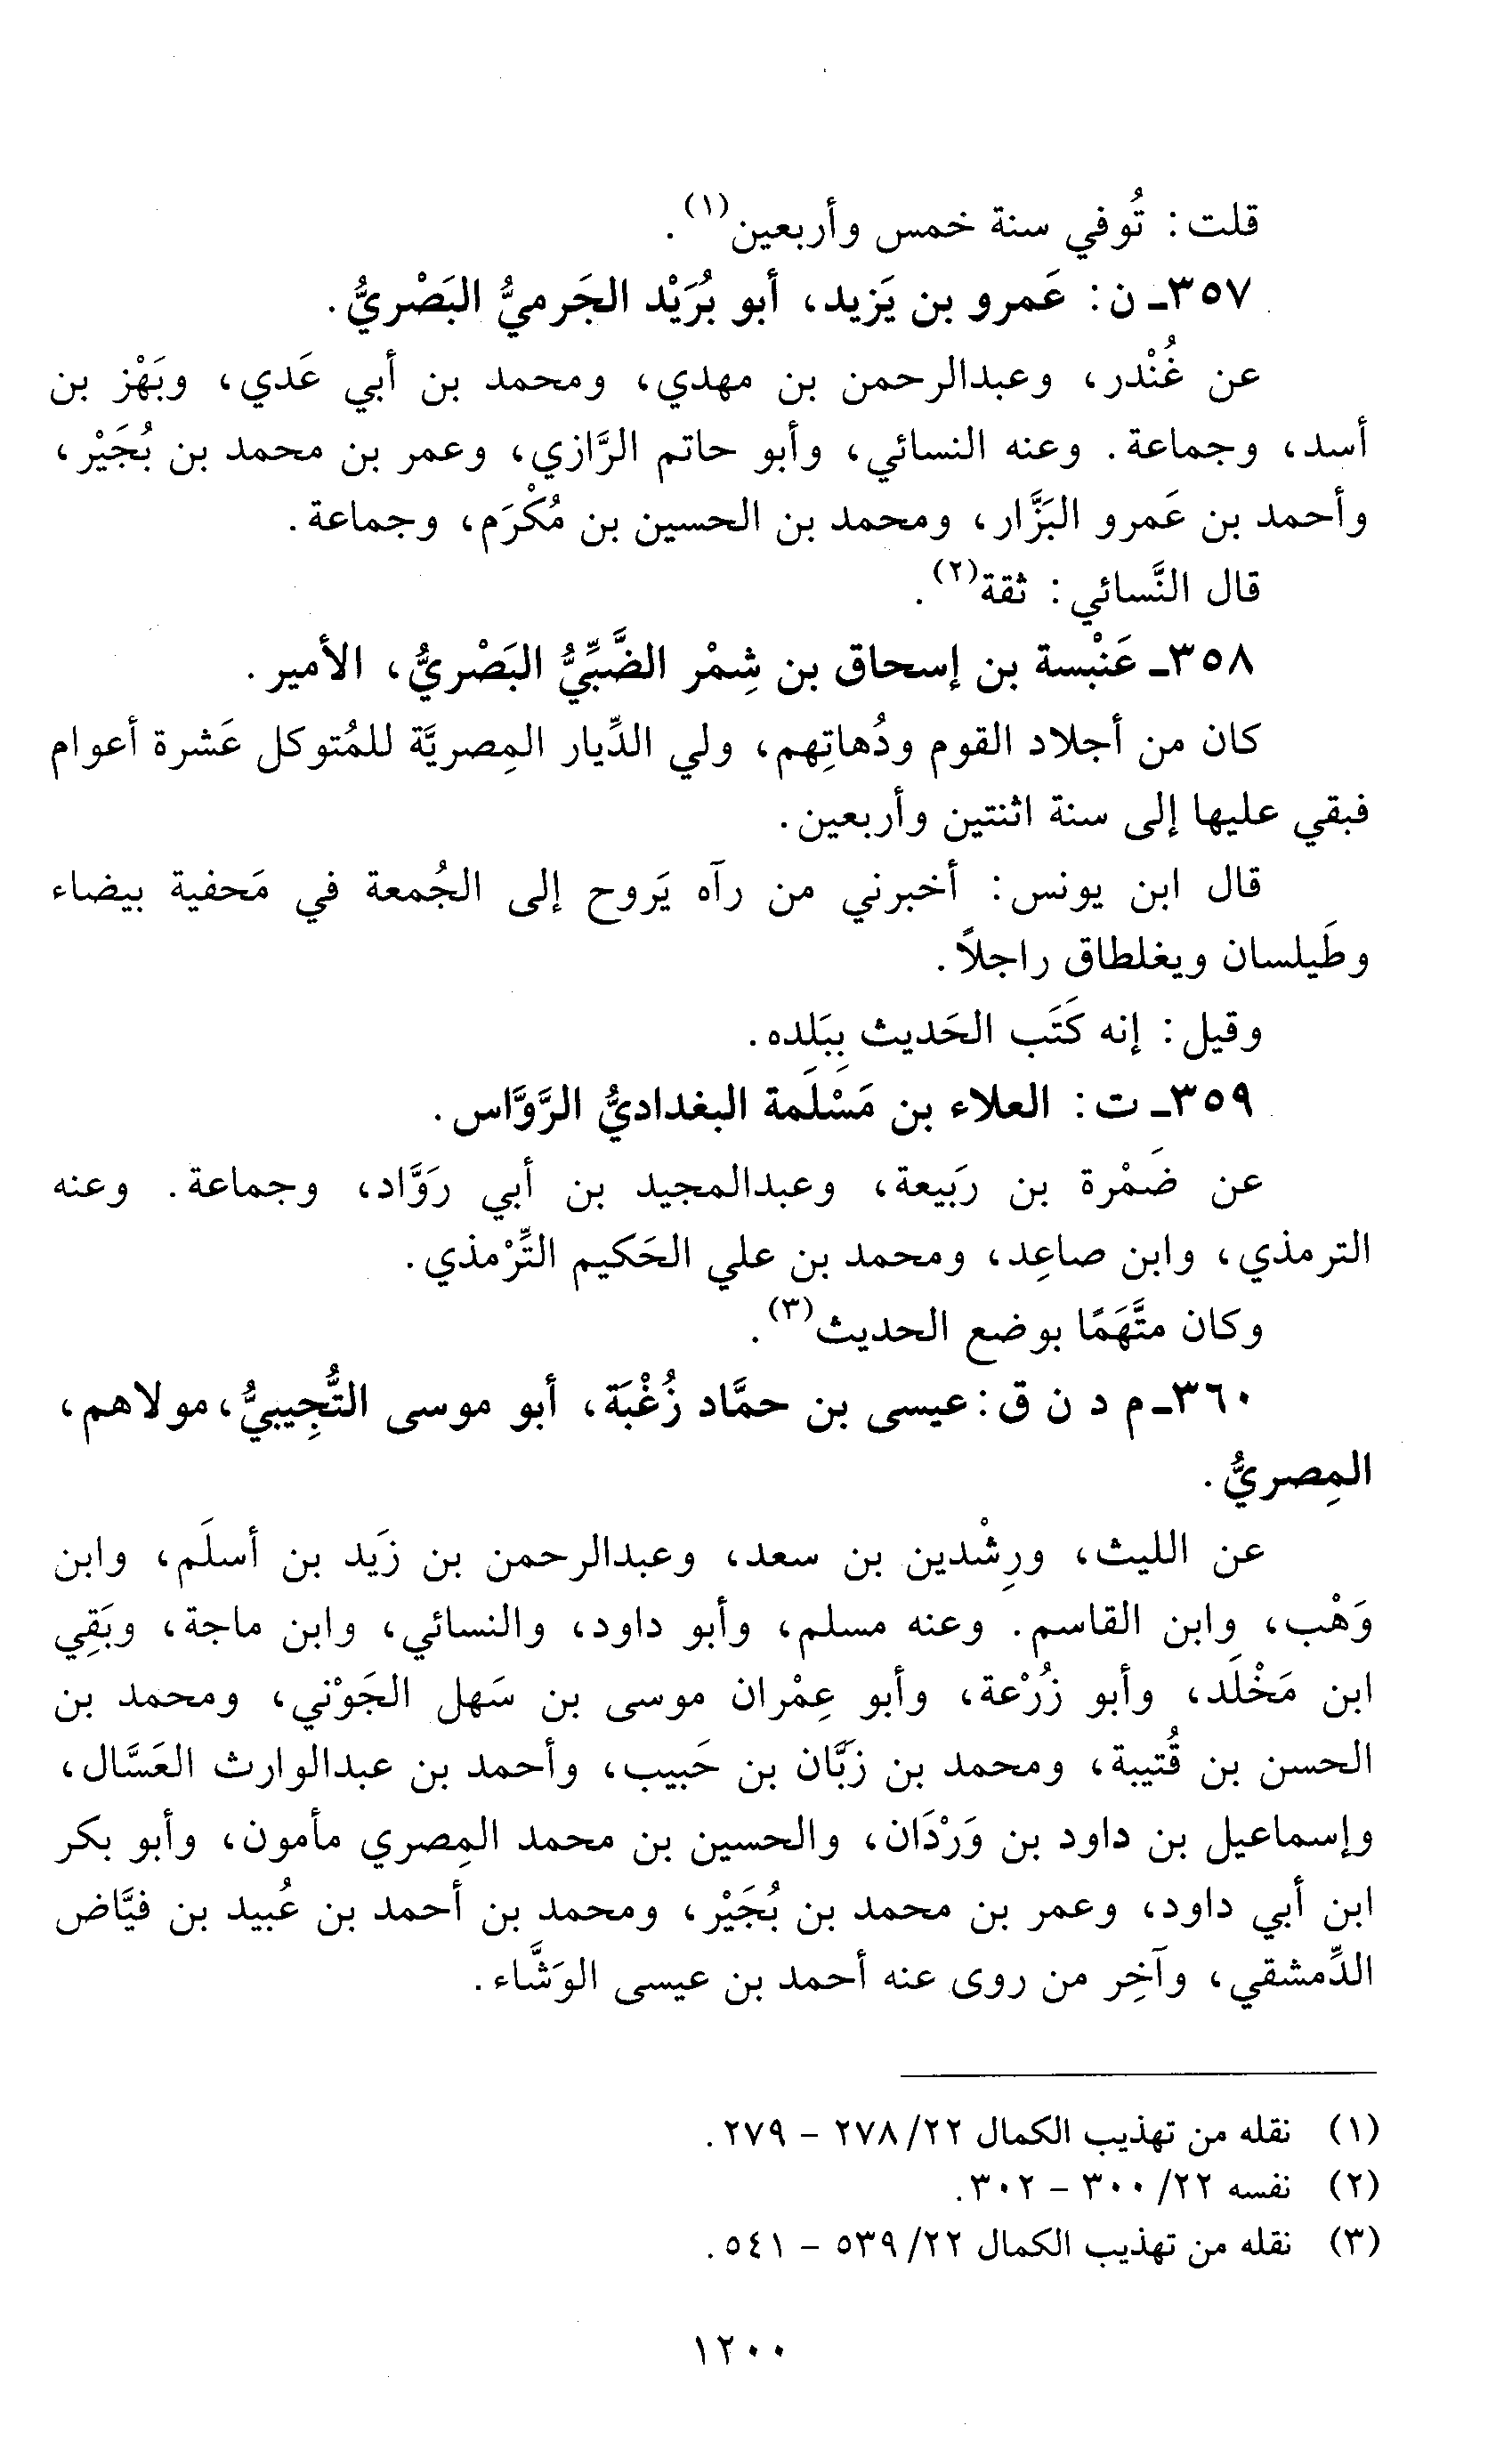 قلت: تُوفي سنة خمس وأربعين(١).
٣٥٧ـ ن: عَمرو بن يَزيد، أبو بُرَيْد الجَرميُّ البَصْريُّ.
عن غُنْدر، وعبدالرحمن بن مهدي، ومحمد بن أبي عَدي، وبَهْز بن
أسد، وجماعة. وعنه النسائي، وأبو حاتم الرَّازي، وعمر بن محمد بن بُجَيْر،
وأحمد بن عَمرو البَزَّار، ومحمد بن الحسين بن مُكْرَم، وجماعة.
قال النَّسائي: ثقة(٢).
٣٥٨ـ عَنْبسة بن إسحاق بن شِمْر الضَّبِّيُّ البَصْريُّ، الأمير.
كان من أجلاد القوم ودُهاتِهم، ولي الدِّيار المِصريَّة للمُتوكل عَشرة أعوام
فبقي عليها إلى سنة اثنتين وأربعين.
قال ابن يونس: أخبرني من رآه يَروح إلى الجُمعة في مَحفية بيضاء
وطَيلسان ويغلطاق راجلاً.
وقيل: إنه كَتَب الحَديث بِبَلَده.
٣٥٩ـ ت: العلاء بن مَسْلَمة البغداديُّ الرَّوَّاس.
عن ضَمْرة بن رَبيعة، وعبدالمجيد بن أبي رَوَّاد، وجماعة. وعنه
الترمذي، وابن صاعِد، ومحمد بن علي الحَكيم التِّرْمذي.
وكان متَّهَمًا بوضع الحديث(٣).
٣٦٠ـ م د ن ق: عيسى بن حمَّاد زُغْبَة، أبو موسى التُّجِيبيُّ، مولاهم،
المِصريُّ.
عن الليث، ورِشْدين بن سعد، وعبدالرحمن بن زَيد بن أسلَم، وابن
وَهْب، وابن القاسم. وعنه مسلم، وأبو داود، والنسائي، وابن ماجة، وبَقِي
ابن مَخْلَد، وأبو زُرْعة، وأبو عِمْران موسى بن سَهل الجَوْني، ومحمد بن
الحسن بن قُتيبة، ومحمد بن زَبَّان بن حَبيب، وأحمد بن عبدالوارث العَسَّال،
وإسماعيل بن داود بن وَرْدَان، والحسين بن محمد المِصري مأمون، وأبو بكر
ابن أبي داود، وعمر بن محمد بن بُجَيْر، ومحمد بن أحمد بن عُبيد بن فيَّاض
الدِّمشقي، وآخِر من روى عنه أحمد بن عيسى الوَشَّاء.
(١) نقله من تهذيب الكمال ٢٢/ ٢٧٨ – ٢٧٩.
(٢) نفسه ٢٢/ ٣٠٠ – ٣٠٢.
(٣) نقله من تهذيب الكمال ٢٢/ ٥٣٩ – ٥٤١.
١٢٠٠